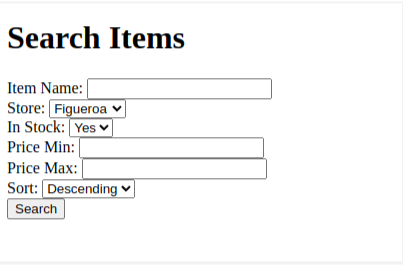 Search Items
Item Name:
Store: Figueroa
In Stock: Yes
Price Min:
Price Max:
Sort: Descending
Search